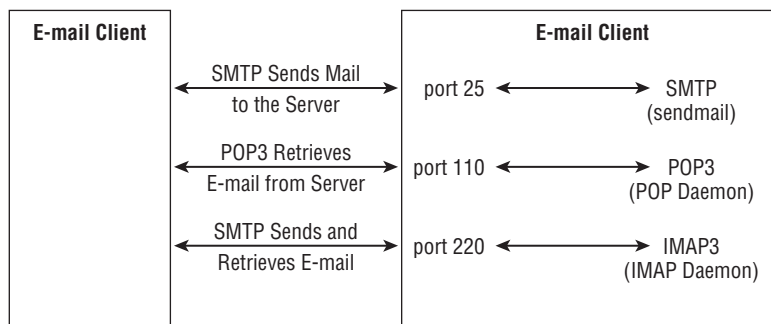 E-mail Client
E-mail Client
SMTP Sends Mail
to the Server
port 25
SMTP
(sendmail)
POP3 Retrieves
E-mail from Server
port 110
POP3
(POP Daemon)
SMTP Sends and
Retrieves E-mail
port 220
IMAP3
(IMAP Daemon)